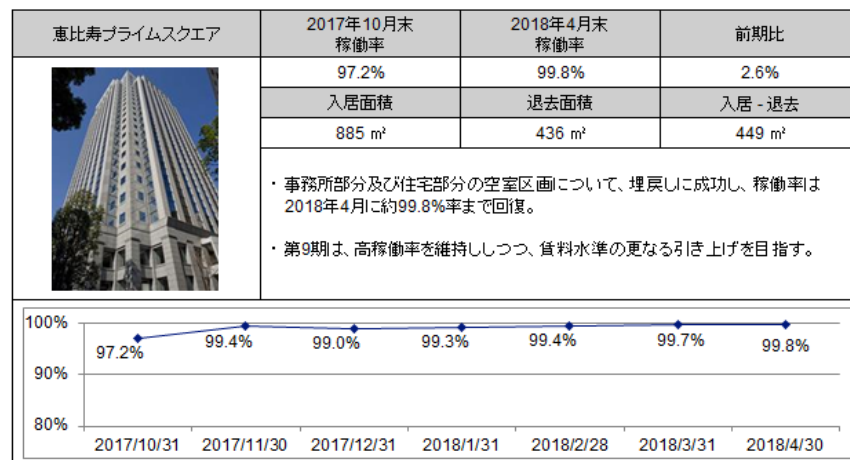 恵比寿プライムスクエア
2017年10月末
稼働率
2018年4月末
稼働率
前期比
97.2%
99.8%
2.6%
入居面積
退去面積
入居 - 退去
885 ㎡
436 ㎡
449 ㎡
・事務所部分及び住宅部分の空室区画について、埋戻しに成功し、稼働率は
2018年4月に約99.8%率まで回復。
・第9期は、高稼働率を維持ししつつ、賃料水準の更なる引き上げを目指す。
100%
90%
80%
97.2%
99.4%
99.0%
99.3%
99.4%
99.7%
99.8%
2017/10/31
2017/11/30
2017/12/31
2018/1/31
2018/2/28
2018/3/31
2018/4/30